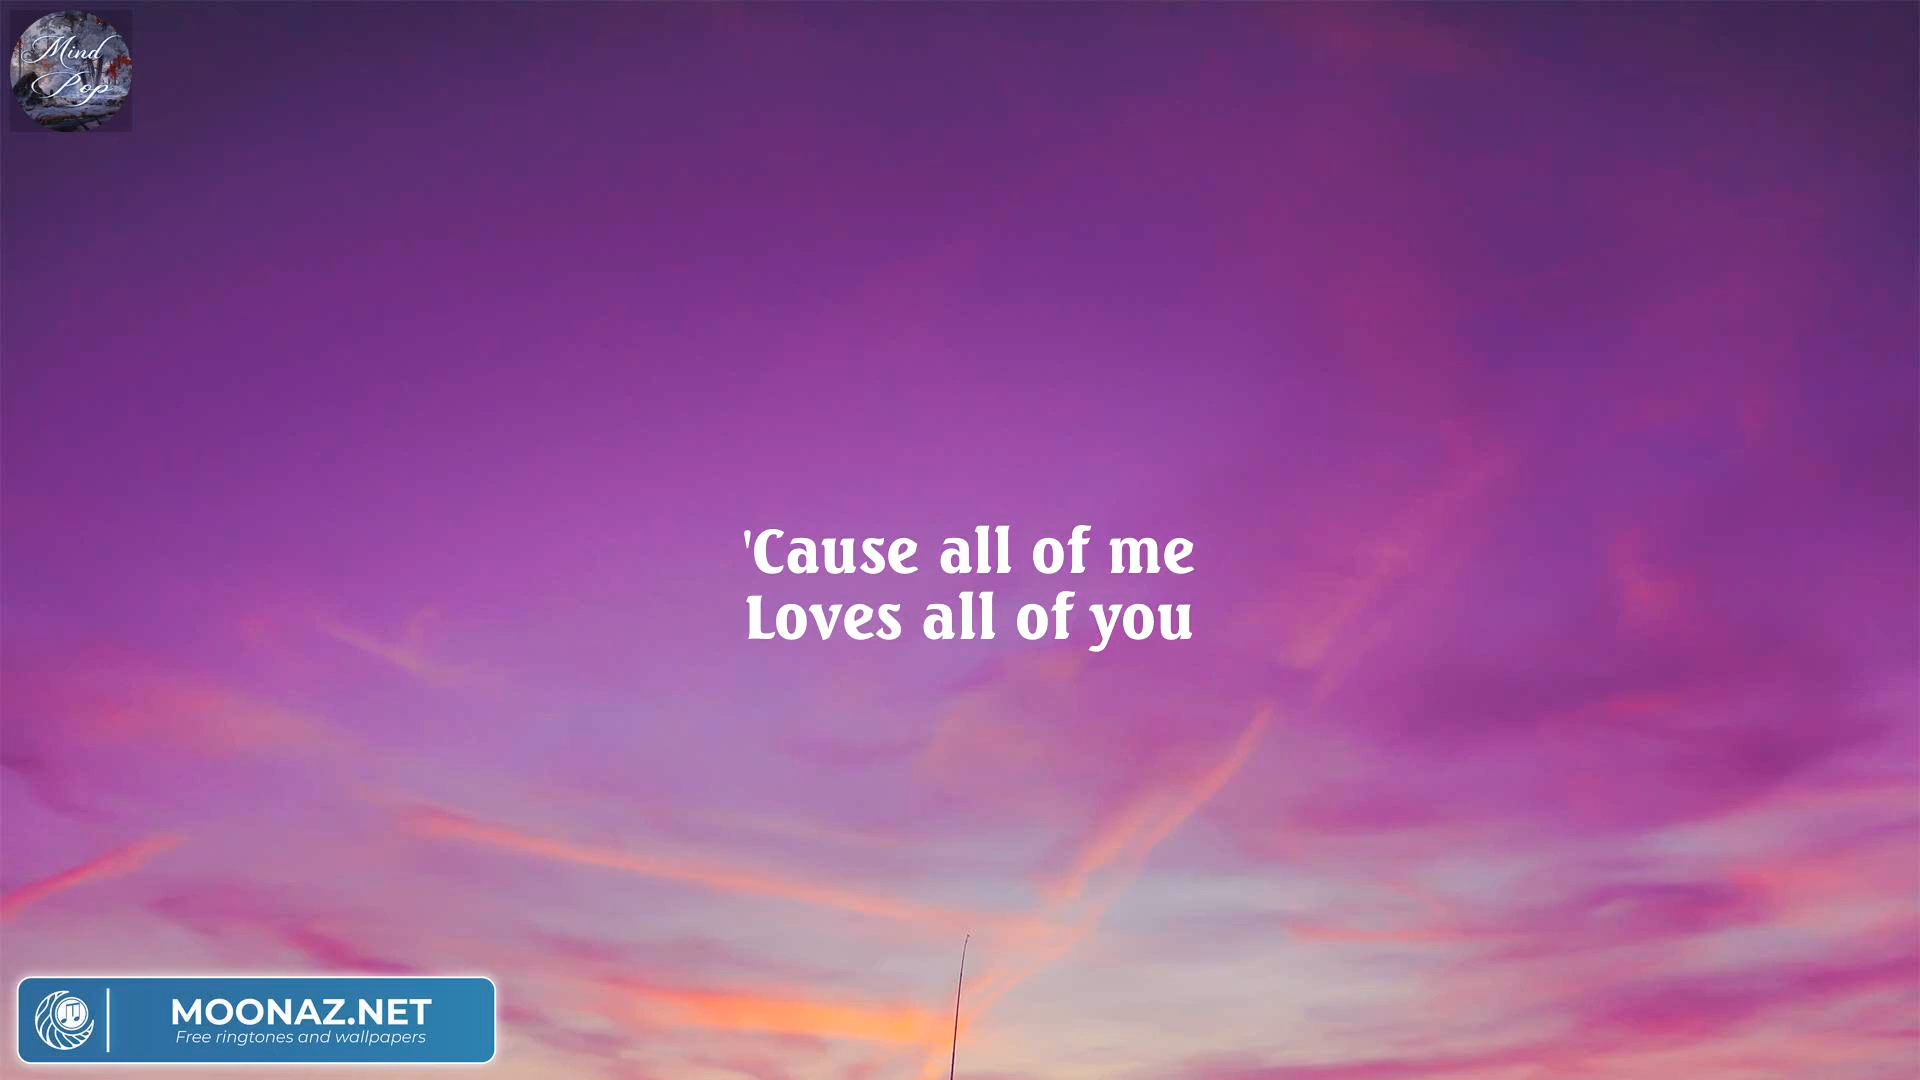 Mind
Pop
'Cause all of me
Loves all of you
MOONAZ.NET
Free ringtones and wallpapers